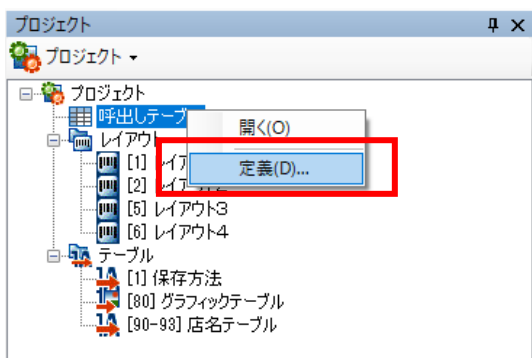 プロジェクト
プロジェクト
プロジェクト
呼出しテーブ
開く(O)
レイアウト
定義(D)...
[1] レイア
[2] レイアウト2
[5] レイアウト3
[6] レイアウト4
テーブル
[1] 保存方法
[80] グラフィックテーブル
[90-93] 店名テーブル